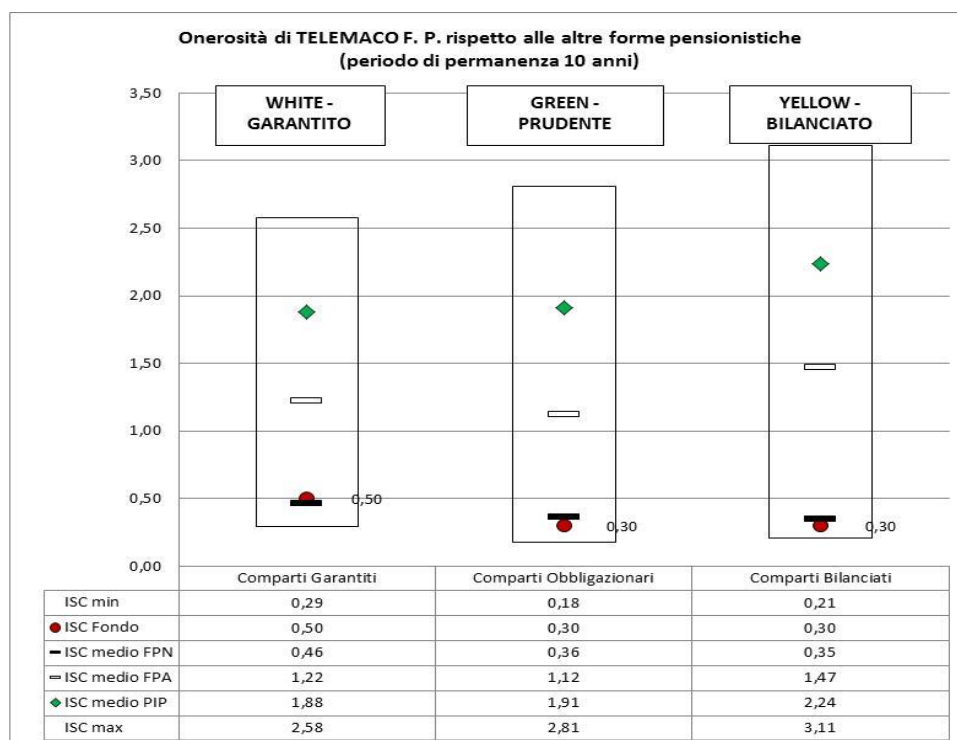 Onerosità di TELEMACO F. P. rispetto alle altre forme pensionistiche
(periodo di permanenza 10 anni)
3,50
WHITE -
GARANTITO
GREEN -
PRUDENTE
YELLOW -
BILANCIATO
3,00
2,50
2,00
1,50
1,00
0,50
0,50
0,30
0,30
0,00
Comparti Garantiti Comparti Obbligazionari Comparti Bilanciati
ISC min 0,29 0,18 0,21
ISC Fondo 0,50 0,30 0,30
ISC medio FPN 0,46 0,36 0,35
ISC medio FPA 1,22 1,12 1,47
ISC medio PIP 1,88 1,91 2,24
ISC max 2,58 2,81 3,11